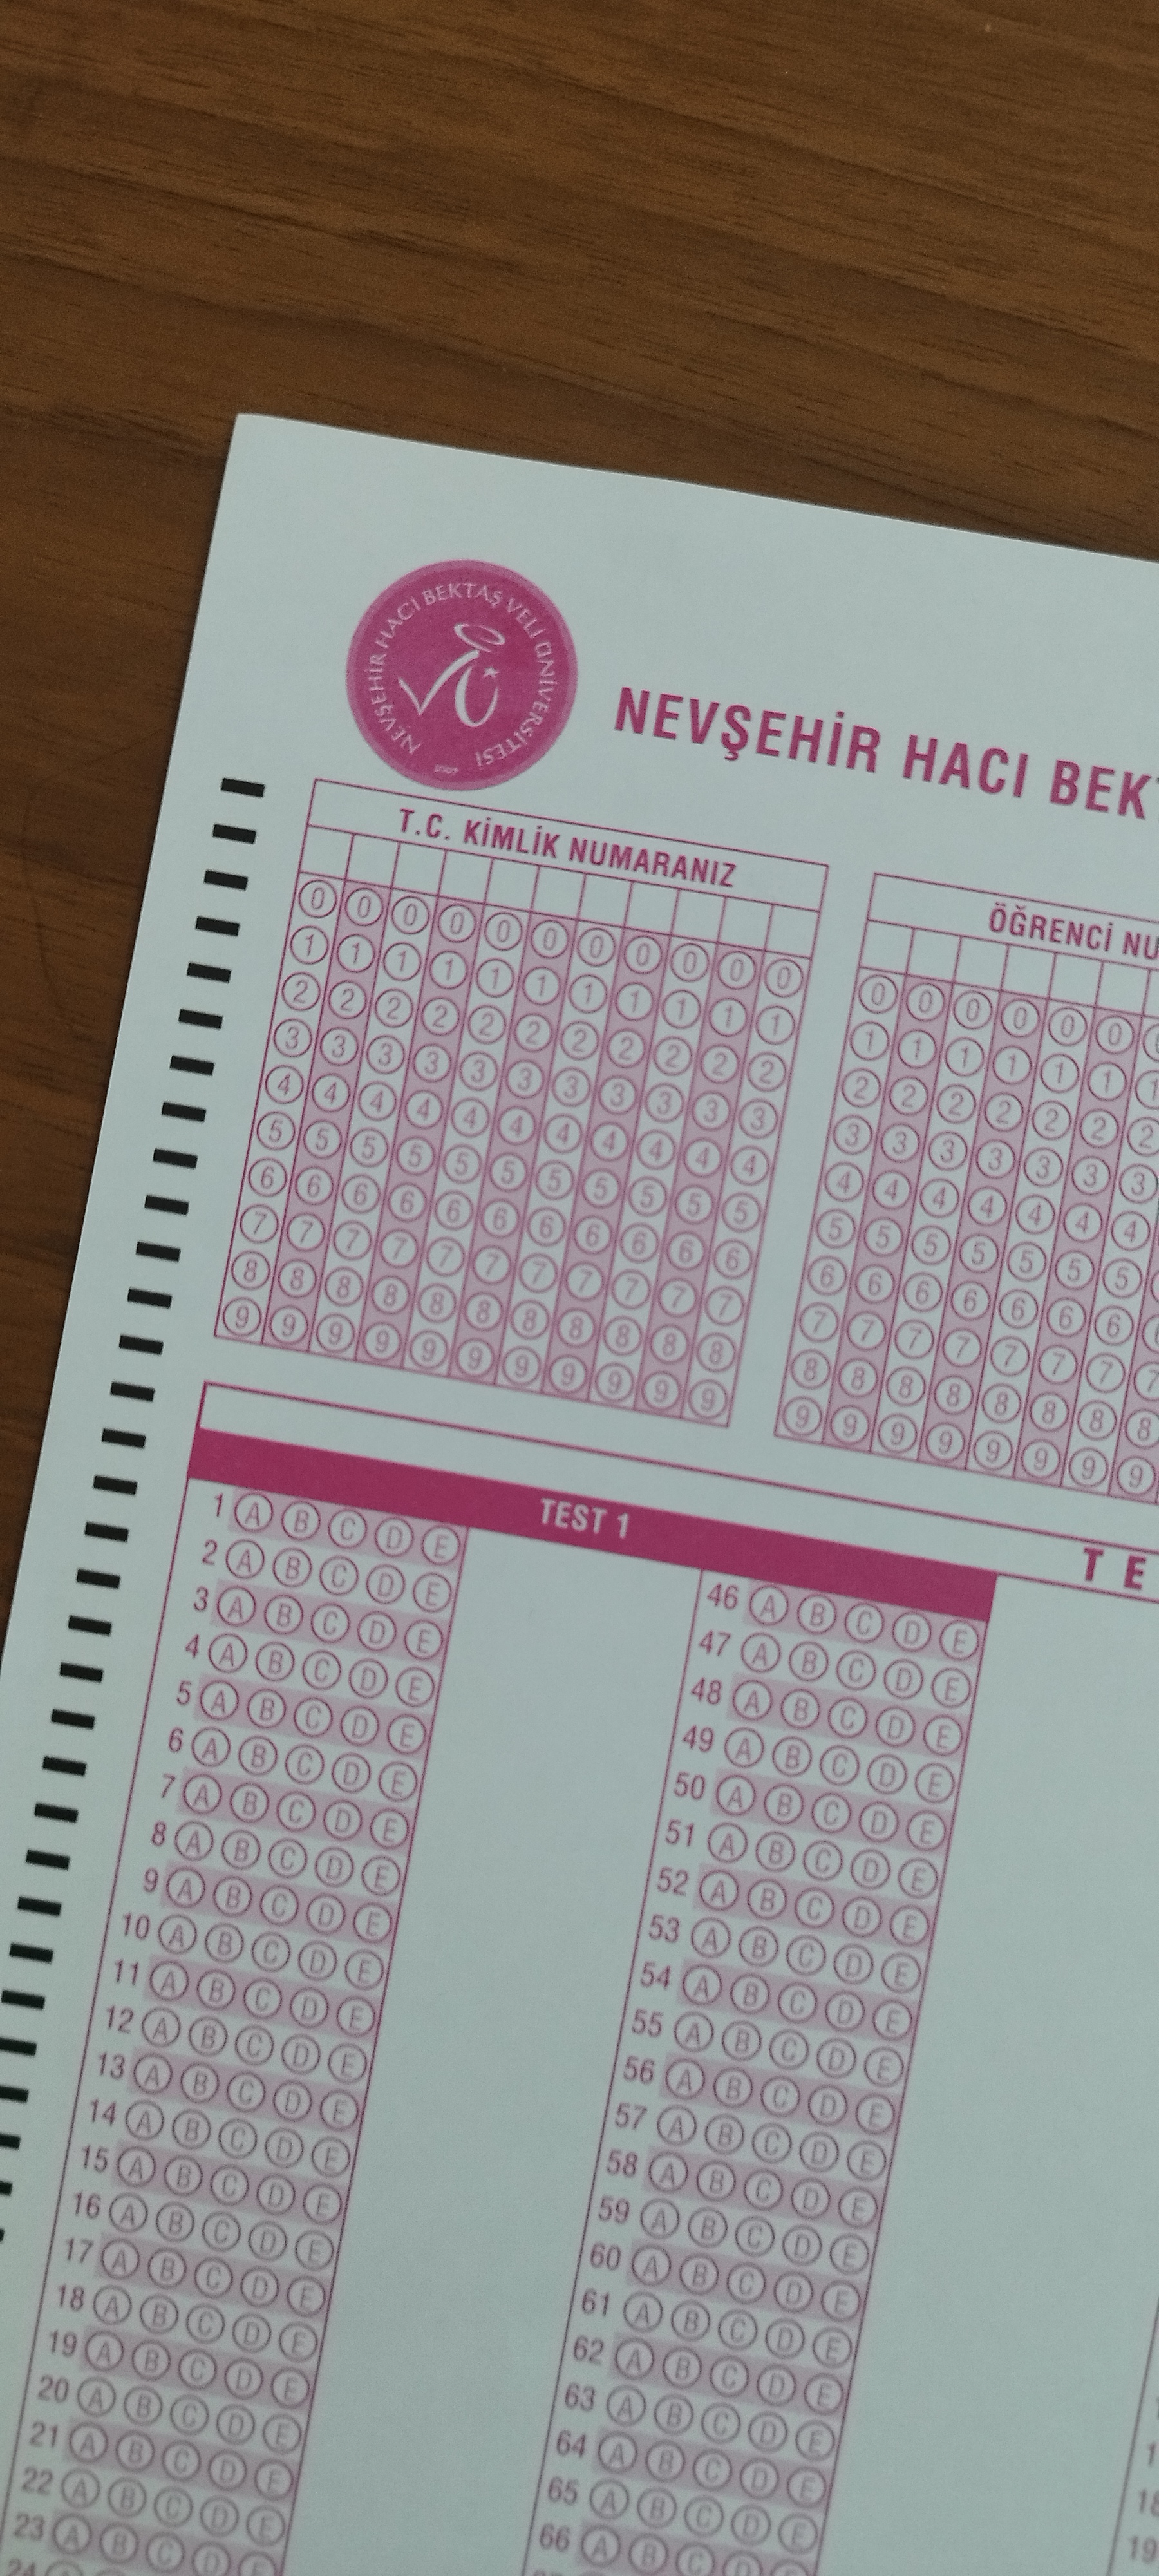 NEVŞEHİR HACI BEKTAŞ VELİ ÜNİVERSİTESİ
2007
NEVŞEHİR HACI BEKT
T.C. KİMLİK NUMARANIZ
0 0 0 0 0 0 0 0 0 0 0
1 1 1 1 1 1 1 1 1 1 1
2 2 2 2 2 2 2 2 2 2 2
3 3 3 3 3 3 3 3 3 3 3
4 4 4 4 4 4 4 4 4 4 4
5 5 5 5 5 5 5 5 5 5 5
6 6 6 6 6 6 6 6 6 6 6
7 7 7 7 7 7 7 7 7 7 7
8 8 8 8 8 8 8 8 8 8 8
9 9 9 9 9 9 9 9 9 9 9
ÖĞRENCİ NU
0 0 0 0 0 0 0
1 1 1 1 1 1 1
2 2 2 2 2 2 2
3 3 3 3 3 3 3
4 4 4 4 4 4 4
5 5 5 5 5 5 5
6 6 6 6 6 6 6
7 7 7 7 7 7 7
8 8 8 8 8 8 8
9 9 9 9 9 9 9 9
T E
TEST 1
1 A B C D E
2 A B C D E
3 A B C D E
4 A B C D E
5 A B C D E
6 A B C D E
7 A B C D E
8 A B C D E
9 A B C D E
10 A B C D E
11 A B C D E
12 A B C D E
13 A B C D E
14 A B C D E
15 A B C D E
16 A B C D E
17 A B C D E
18 A B C D E
19 A B C D E
20 A B C D E
21 A B C D E
22 A B C D E
23 A B C D E
24
46 A B C D E
47 A B C D E
48 A B C D E
49 A B C D E
50 A B C D E
51 A B C D E
52 A B C D E
53 A B C D E
54 A B C D E
55 A B C D E
56 A B C D E
57 A B C D E
58 A B C D E
59 A B C D E
60 A B C D E
61 A B C D E
62 A B C D E
63 A B C D E
64 A B C D E
65 A B C D E
66 A B C D E
18
19